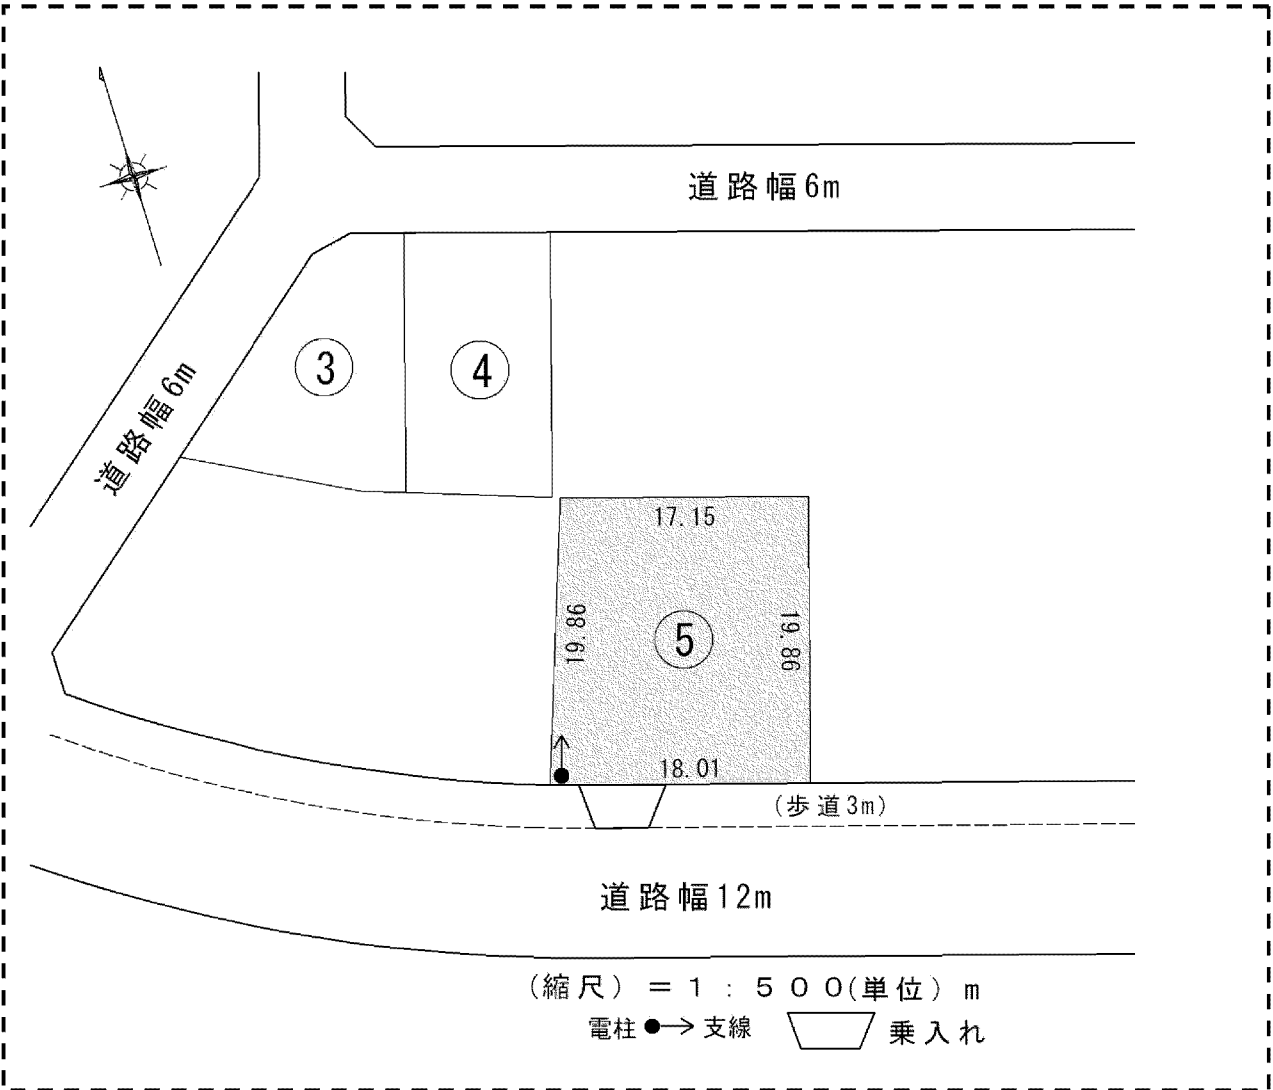 道路幅6m
③
④
道路幅6m
17.15
19.86
⑤
19.86
18.01
(歩道3m)
道路幅12m
(縮尺) = 1 : 500(単位) m
電柱 支線 乗入れ